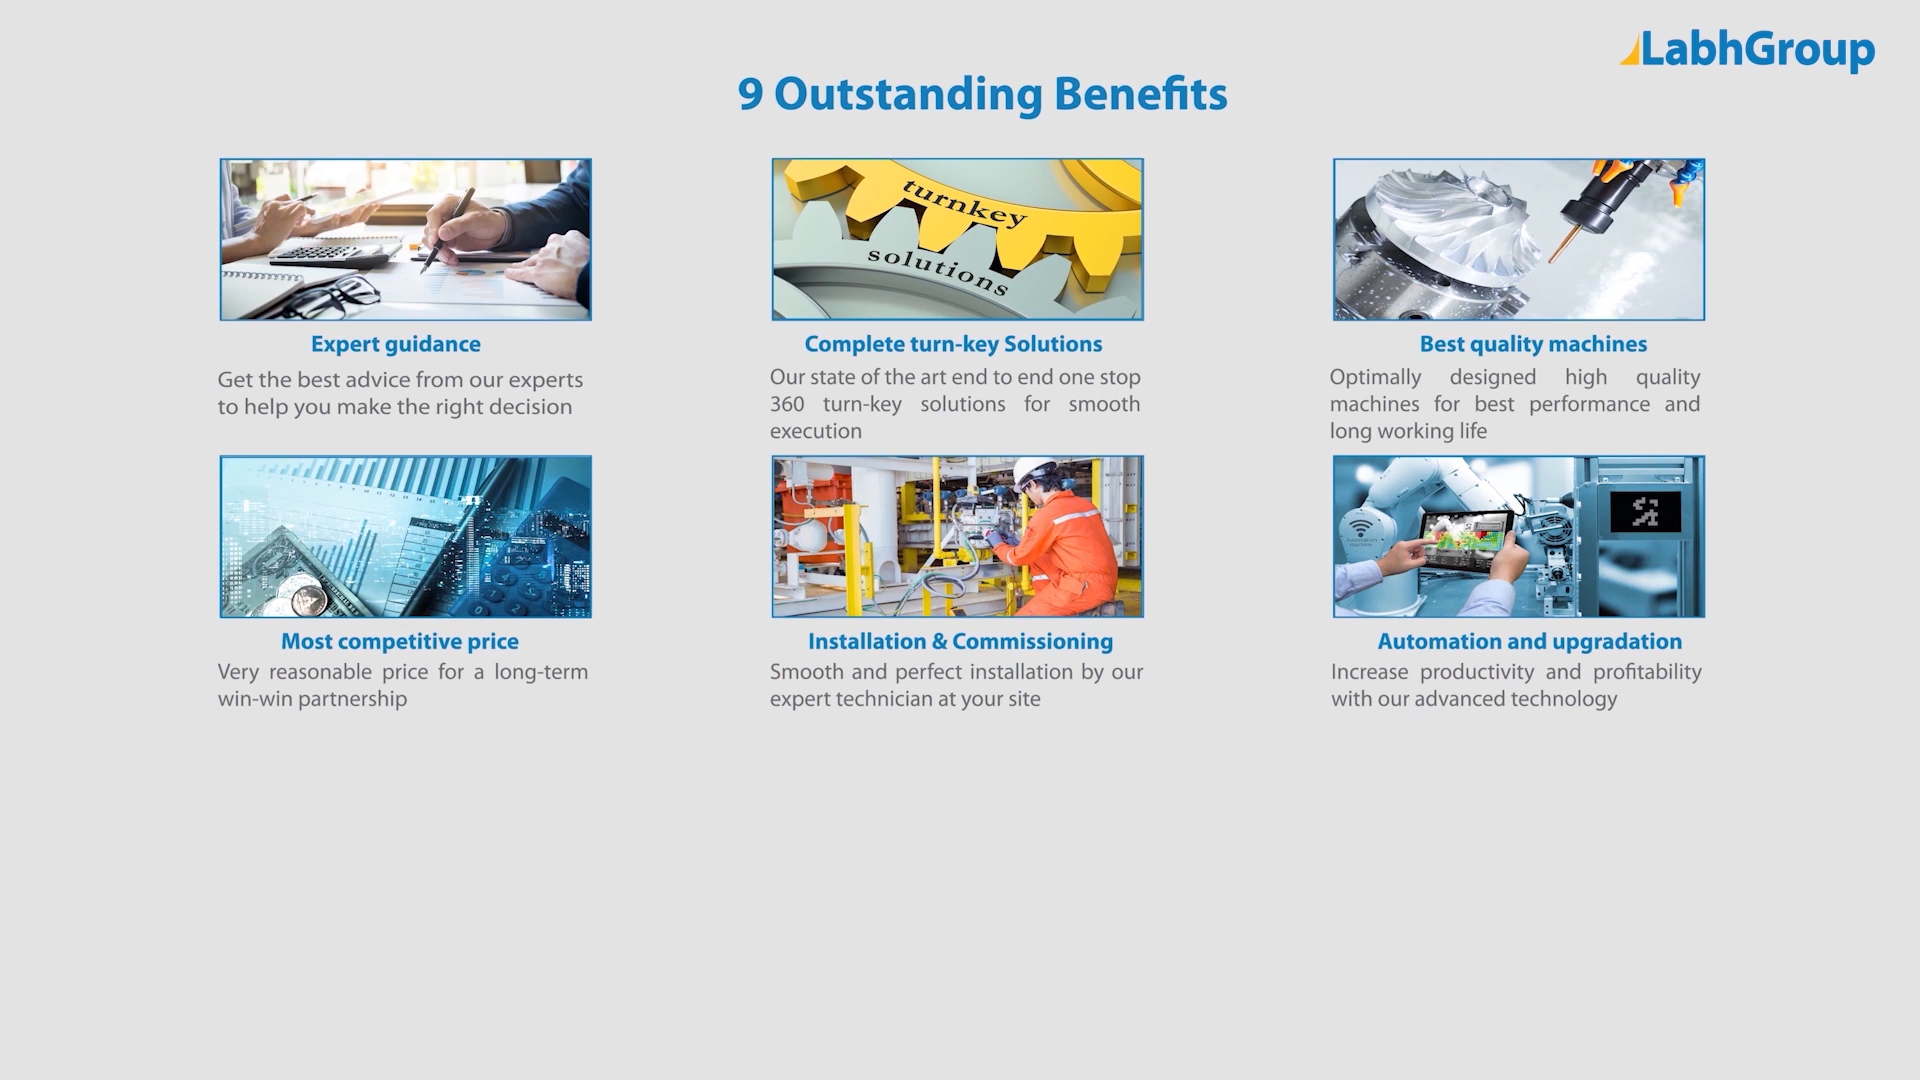 LabhGroup
9 Outstanding Benefits
turnkey
solutions
Expert guidance
Get the best advice from our experts
to help you make the right decision
Complete turn-key Solutions
Our state of the art end to end one stop
360 turn-key solutions for smooth
execution
Best quality machines
Optimally designed high quality
machines for best performance and
long working life
Automation
machine
Most competitive price
Very reasonable price for a long-term
win-win partnership
Installation & Commissioning
Smooth and perfect installation by our
expert technician at your site
Automation and upgradation
Increase productivity and profitability
with our advanced technology